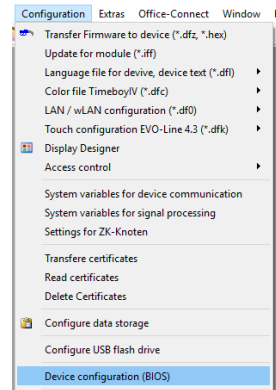 Configuration Extras Office-Connect Window
Transfer Firmware to device (*.dfz, *.hex)
Update for module (*.iff)
Language file for devive, device text (*.dfl)
Color file TimeboyIV (*.dfc)
LAN / wLAN configuration (*.df0)
Touch configuration EVO-Line 4.3 (*.dfk)
Display Designer
Access control
System variables for device communication
System variables for signal processing
Settings for ZK-Knoten
Transfere certificates
Read certificates
Delete Certificates
Configure data storage
Configure USB flash drive
Device configuration (BIOS)